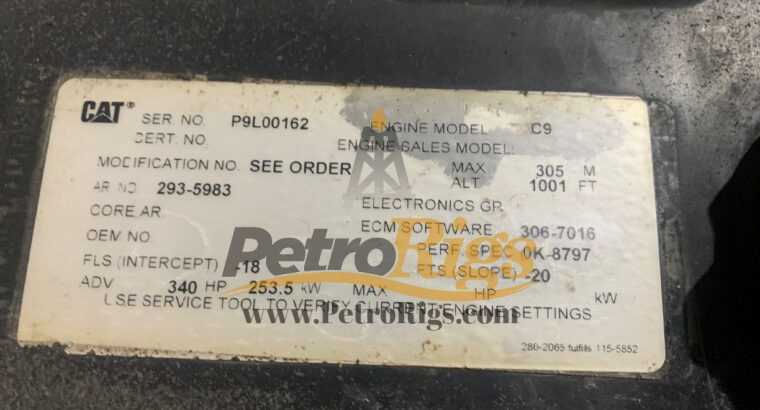 CAT® SER. NO. P9L00162 ENGINE MODEL C9
CERT. NO. ENGINE SALES MODEL:
MODIFICATION NO. SEE ORDER MAX ALT 305 M 1001 FT
AR NO 293-5983 ELECTRONICS GP.
CORE AR ECM SOFTWARE 306-7016
OEM NO PERF. SPEC 0K-8797
FLS (INTERCEPT) -18 FTS (SLOPE) -20
ADV 340 HP 253.5 kW MAX HP kW
USE SERVICE TOOL TO VERIFY CURRENT ENGINE SETTINGS
280-2065 fulfills 115-5852
PetroRigs
www.PetroRigs.com